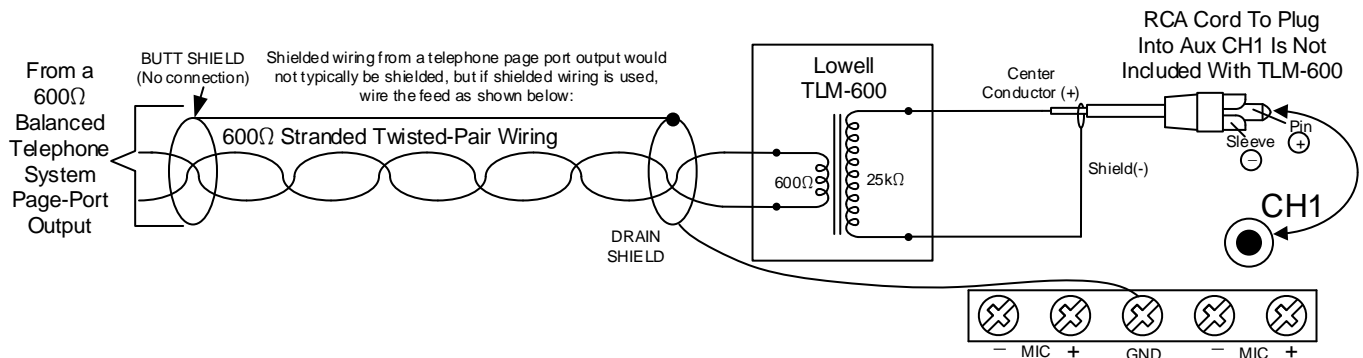 From a
600Ω
Balanced
Telephone
System
Page-Port
Output
BUTT SHIELD
(No connection)
Shielded wiring from a telephone page port output would
not typically be shielded, but if shielded wiring is used,
wire the feed as shown below:
600Ω Stranded Twisted-Pair Wiring
DRAIN
SHIELD
Lowell
TLM-600
600Ω
25kΩ
Center
Conductor (+)
Shield(-)
RCA Cord To Plug
Into Aux CH1 Is Not
Included With TLM-600
Pin
+
Sleeve
−
CH1
− MIC + GND − MIC +